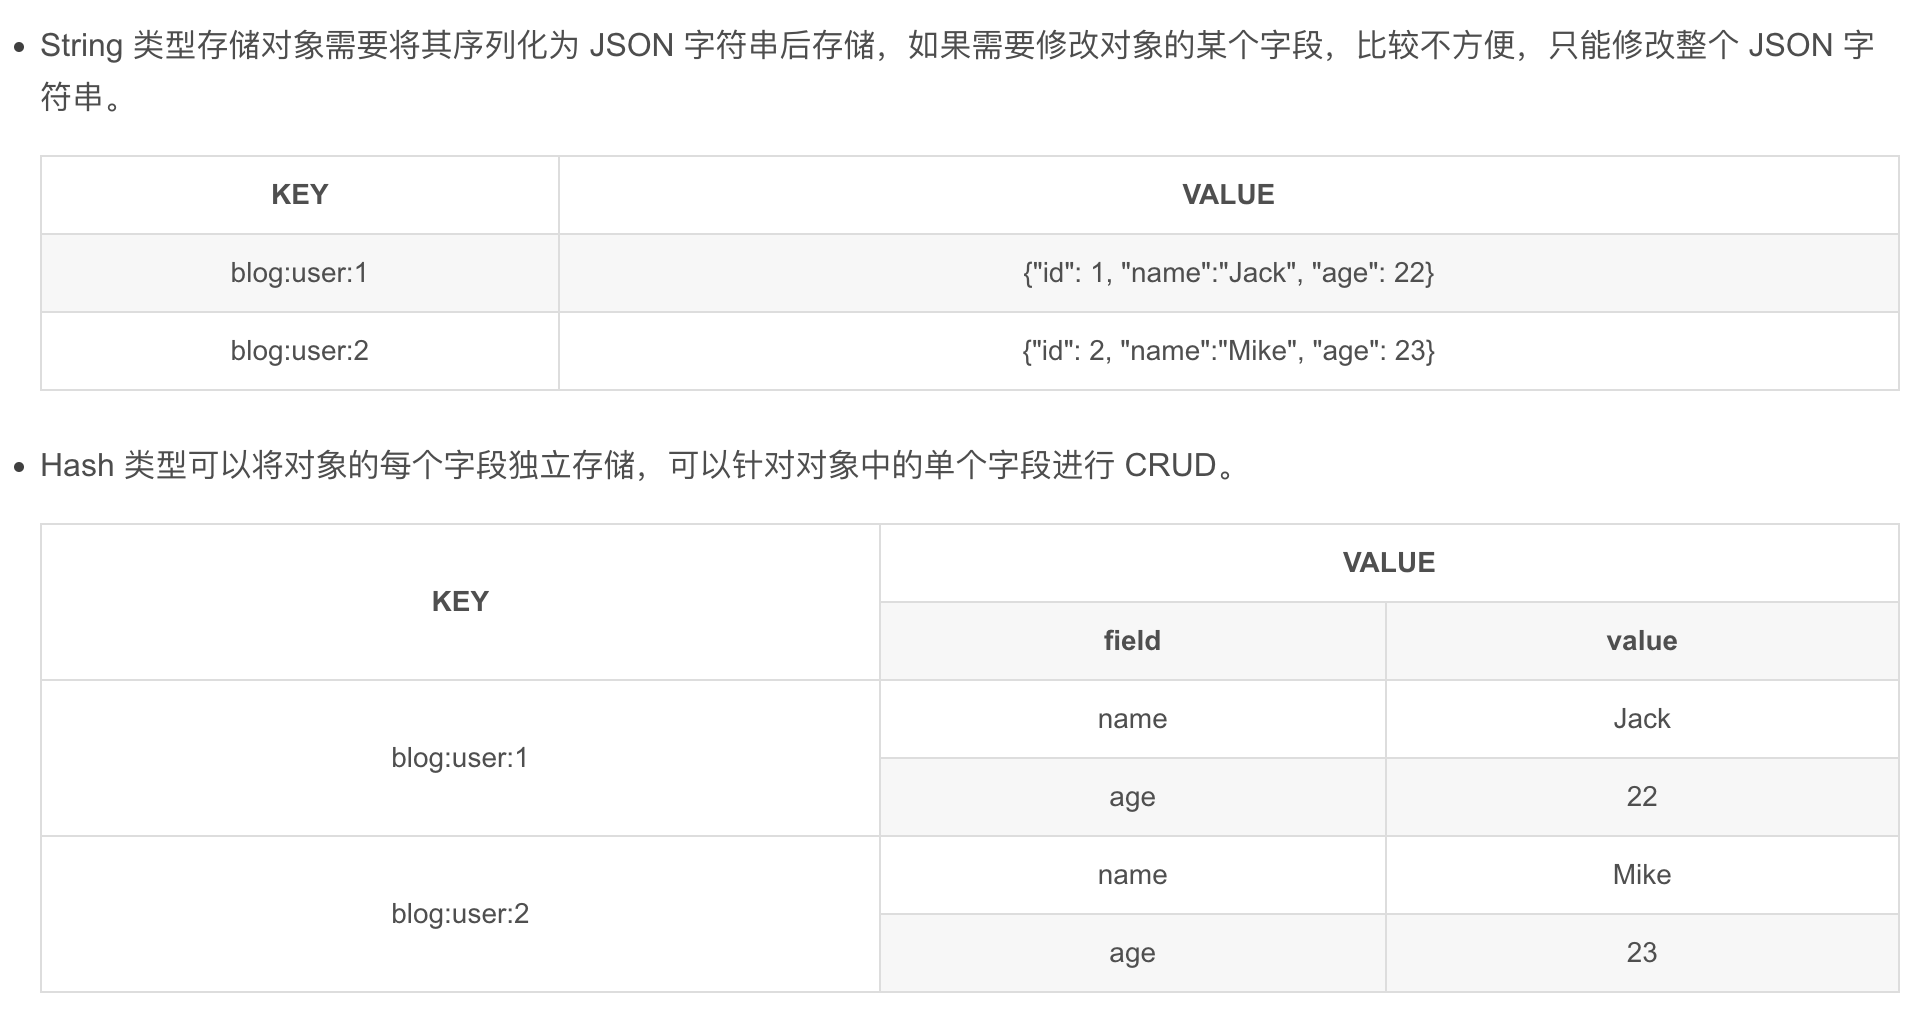 • String 类型存储对象需要将其序列化为 JSON 字符串后存储，如果需要修改对象的某个字段，比较不方便，只能修改整个 JSON 字
符串。
KEY VALUE
blog:user:1 {"id": 1, "name":"Jack", "age": 22}
blog:user:2 {"id": 2, "name":"Mike", "age": 23}
• Hash 类型可以将对象的每个字段独立存储，可以针对对象中的单个字段进行 CRUD。
KEY VALUE
field value
blog:user:1 name Jack
age 22
blog:user:2 name Mike
age 23